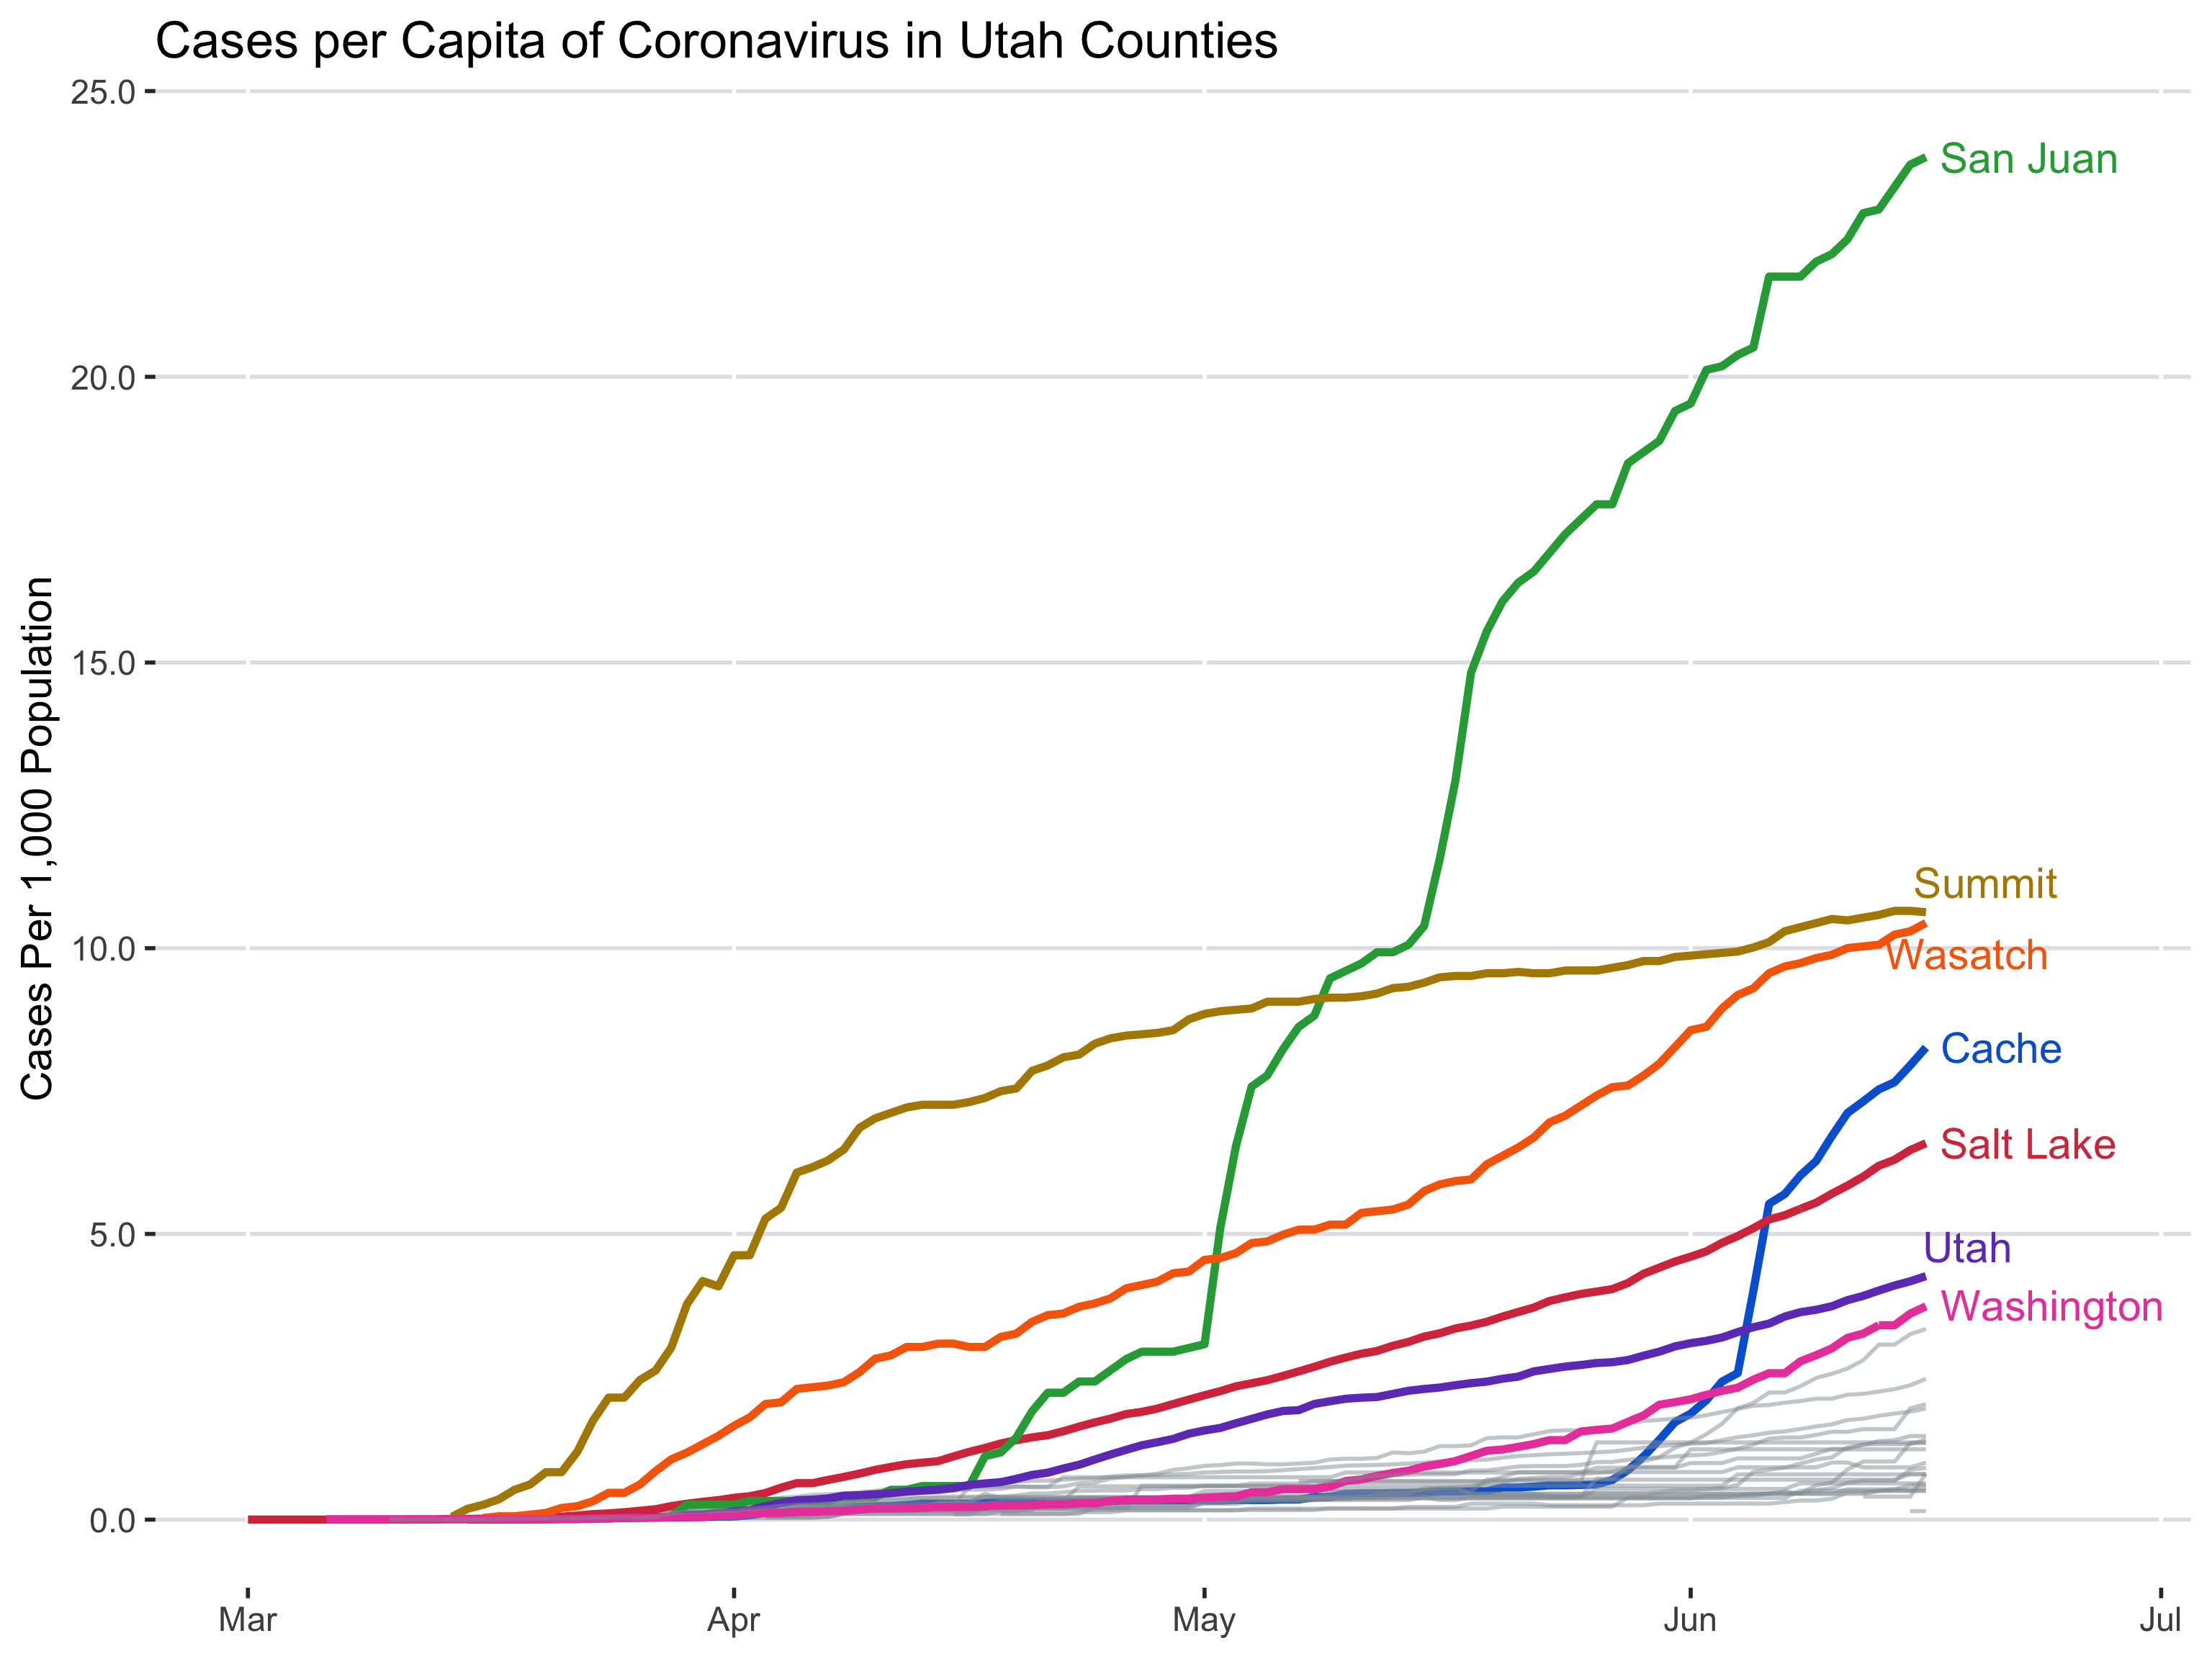 Cases per Capita of Coronavirus in Utah Counties
Cases Per 1,000 Population
25.0
20.0
15.0
10.0
5.0
0.0
San Juan
Summit
Wasatch
Cache
Salt Lake
Utah
Washington
Mar
Apr
May
Jun
Jul